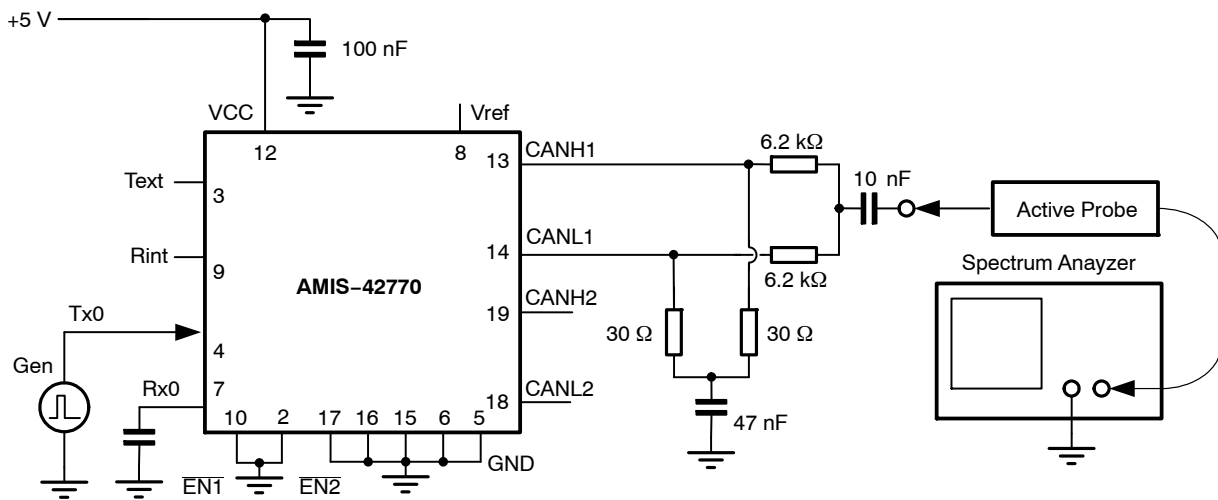 +5 V
100 nF
VCC
Vref
12
8
13
CANH1
6.2 kΩ
10 nF
Text
3
Active Probe
14
CANL1
6.2 kΩ
Spectrum Anayzer
Rint
9
AMIS−42770
Tx0
19
CANH2
30 Ω
30 Ω
4
Gen
7
Rx0
18
CANL2
47 nF
10
2
17
16
15
6
5
GND
EN1
EN2